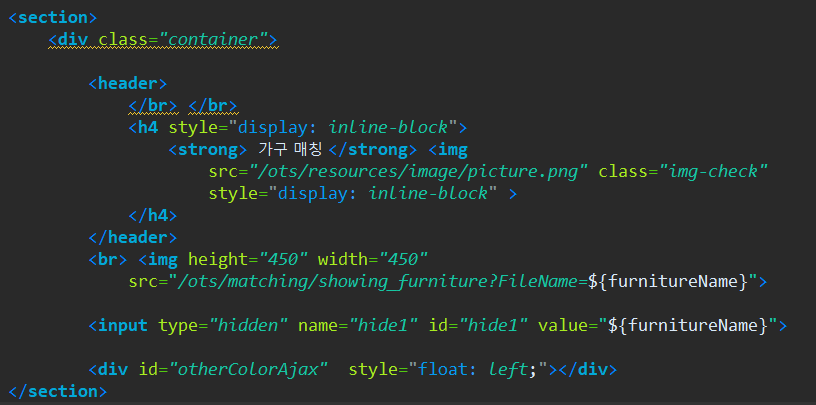 <section>
<div class="container">
<header>
</br> </br>
<h4 style="display: inline-block">
<strong> 가구 매칭 </strong> <img
src="/ots/resources/image/picture.png" class="img-check"
style="display: inline-block" >
</h4>
</header>
<br> <img height="450" width="450"
src="/ots/matching/showing_furniture?FileName=${furnitureName}">
<input type="hidden" name="hide1" id="hide1" value="${furnitureName}">
<div id="otherColorAjax"  style="float: left;"></div>
</section>